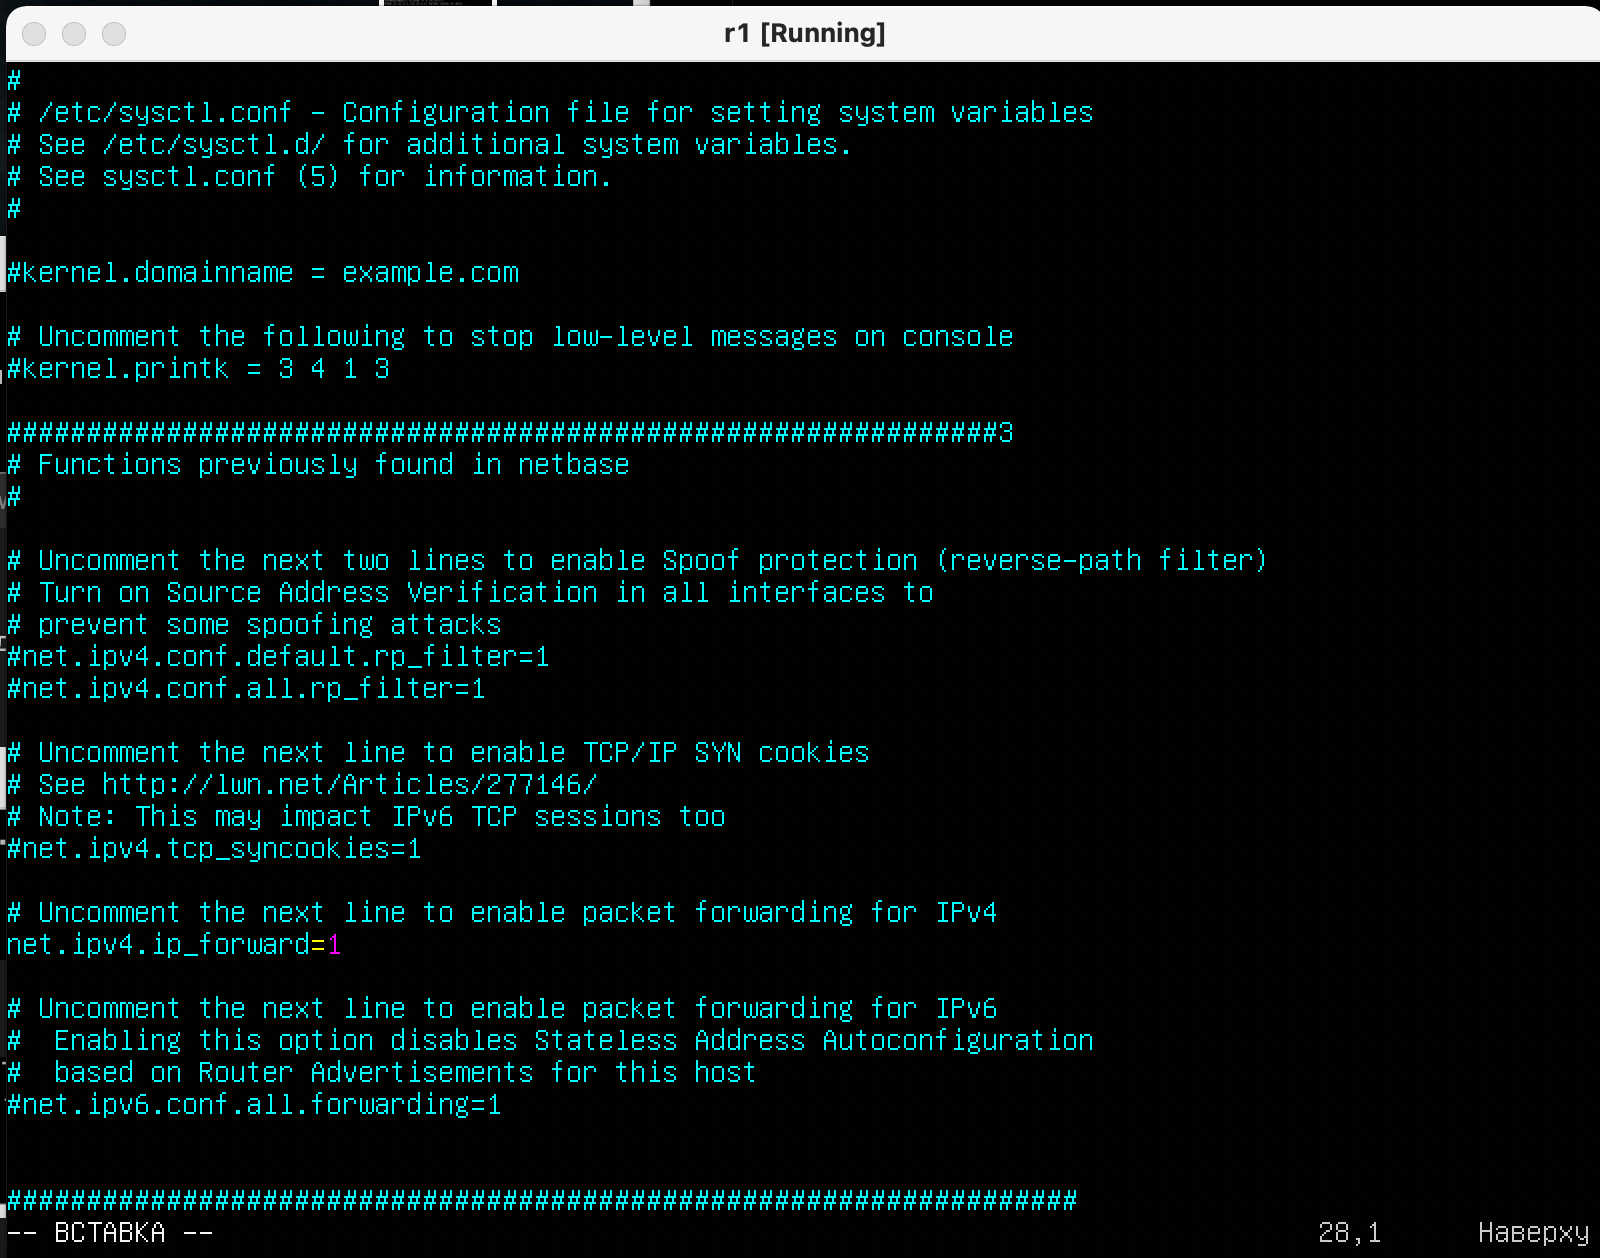 r1 [Running]
#
# /etc/sysctl.conf - Configuration file for setting system variables
# See /etc/sysctl.d/ for additional system variables.
# See sysctl.conf (5) for information.
#
#kernel.domainname = example.com
# Uncomment the following to stop low-level messages on console
#kernel.printk = 3 4 1 3
##############################################################3
# Functions previously found in netbase
#
# Uncomment the next two lines to enable Spoof protection (reverse-path filter)
# Turn on Source Address Verification in all interfaces to
# prevent some spoofing attacks
#net.ipv4.conf.default.rp_filter=1
#net.ipv4.conf.all.rp_filter=1
# Uncomment the next line to enable TCP/IP SYN cookies
# See http://lwn.net/Articles/277146/
# Note: This may impact IPv6 TCP sessions too
#net.ipv4.tcp_syncookies=1
# Uncomment the next line to enable packet forwarding for IPv4
net.ipv4.ip_forward=1
# Uncomment the next line to enable packet forwarding for IPv6
#  Enabling this option disables Stateless Address Autoconfiguration
#  based on Router Advertisements for this host
#net.ipv6.conf.all.forwarding=1
###################################################################
-- ВСТАВКА -- 28,1 Наверху